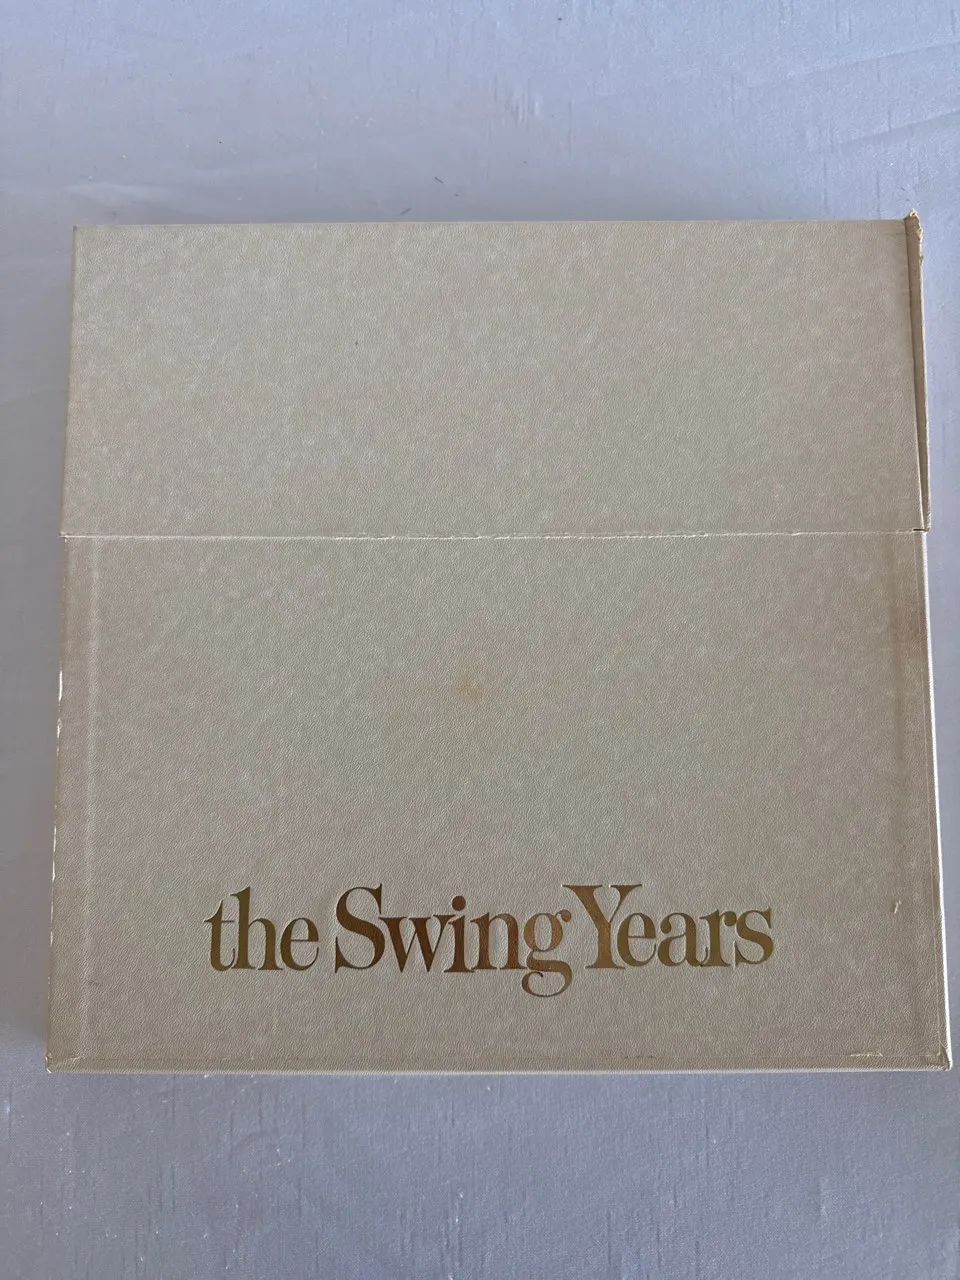 the Swing Years